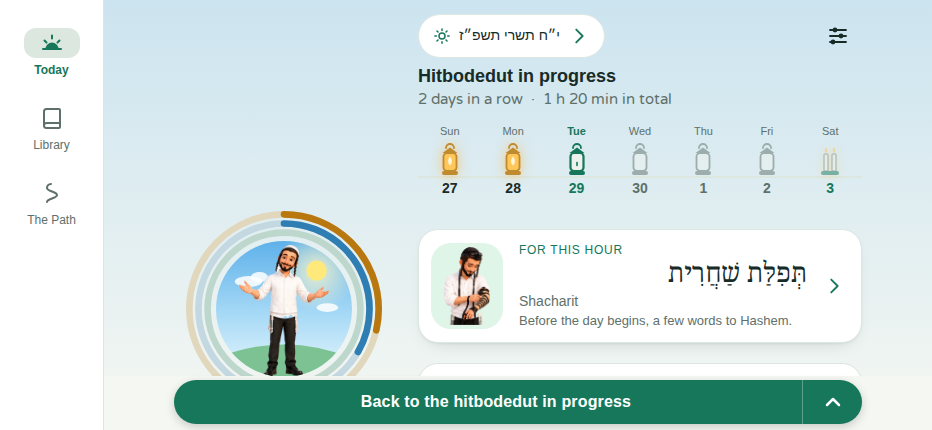 Today
Library
The Path
י״ח תשרי תשפ״ז
Hitbodedut in progress
2 days in a row · 1 h 20 min in total
Sun Mon Tue Wed Thu Fri Sat
27 28 29 30 1 2 3
FOR THIS HOUR
תְּפִלַּת שַׁחֲרִית
Shacharit
Before the day begins, a few words to Hashem.
Back to the hitbodedut in progress